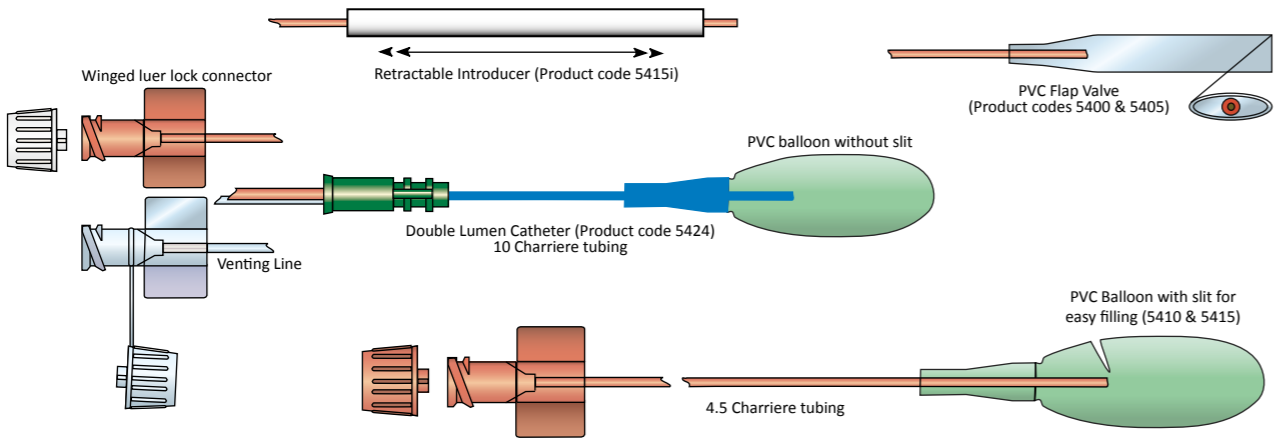 Retractable Introducer (Product code 5415i)
Winged luer lock connector
PVC Flap Valve
(Product codes 5400 & 5405)
PVC balloon without slit
Double Lumen Catheter (Product code 5424)
10 Charriere tubing
Venting Line
PVC Balloon with slit for
easy filling (5410 & 5415)
4.5 Charriere tubing